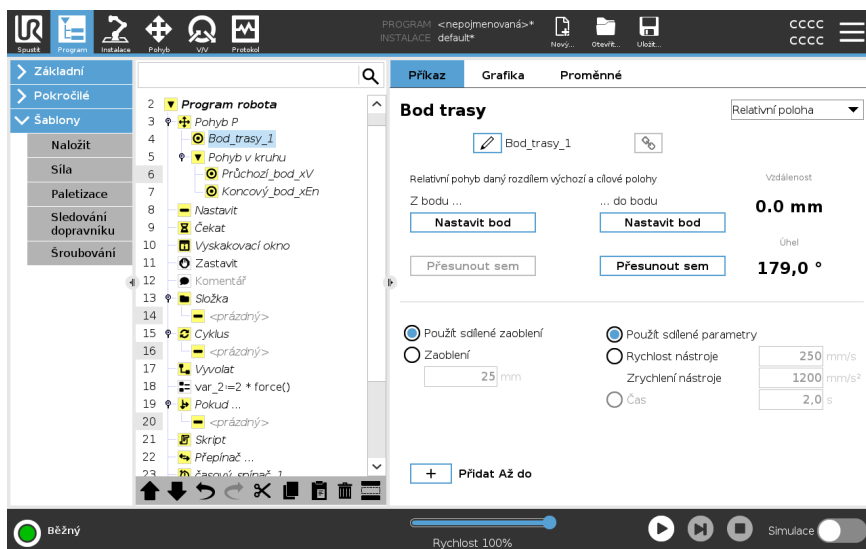 PROGRAM <nepojmenovaná>*
INSTALACE default*
Spustit
Program
Instalace
Pohyb
V/V
Protokol
Nový...
Otevřít...
Uložit...
CCCC
CCCC
Základní
Pokročilé
Šablony
Naložit
Síla
Paletizace
Sledování
dopravníku
Šroubování
2 Program robota
3 Pohyb P
4 Bod_trasy_1
5 Pohyb v kruhu
6 Průchozí_bod_xV
7 Koncový_bod_xEn
8 Nastavit
9 Čekat
10 Vyskakovací okno
11 Zastavit
12 Komentář
13 Složka
14 <prázdný>
15 Cyklus
16 <prázdný>
17 Vyvolat
18 var_2≔2 * force()
19 Pokud ...
20 <prázdný>
21 Skript
22 Přepínač ...
23 časový_spínač_1
Příkaz
Grafika
Proměnné
Bod trasy
Relativní poloha
Bod_trasy_1
Relativní pohyb daný rozdílem výchozí a cílové polohy
Z bodu ...
... do bodu
Nastavit bod
Nastavit bod
Přesunout sem
Přesunout sem
Vzdálenost
0.0 mm
Úhel
179,0 °
Použít sdílené zaoblení
Zaoblení
25 mm
Použít sdílené parametry
Rychlost nástroje 250 mm/s
Zrychlení nástroje 1200 mm/s²
Čas 2,0 s
+ Přidat Až do
Běžný
Rychlost 100%
Simulace